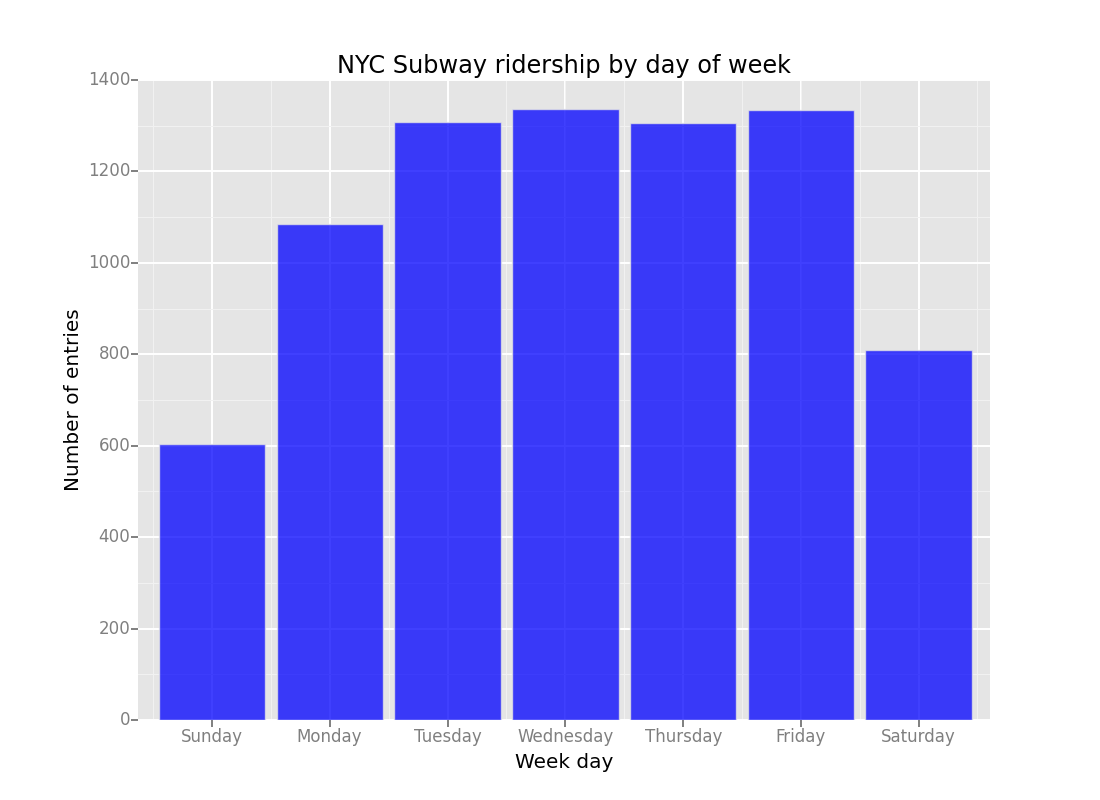 NYC Subway ridership by day of week
1400
1200
1000
800
600
400
200
0
Number of entries
Sunday Monday Tuesday Wednesday Thursday Friday Saturday
Week day